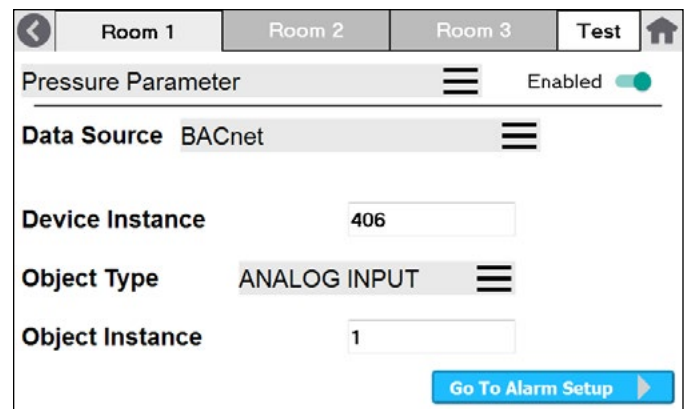 Room 1 Room 2 Room 3 Test
Pressure Parameter Enabled
Data Source BACnet
Device Instance 406
Object Type ANALOG INPUT
Object Instance 1
Go To Alarm Setup